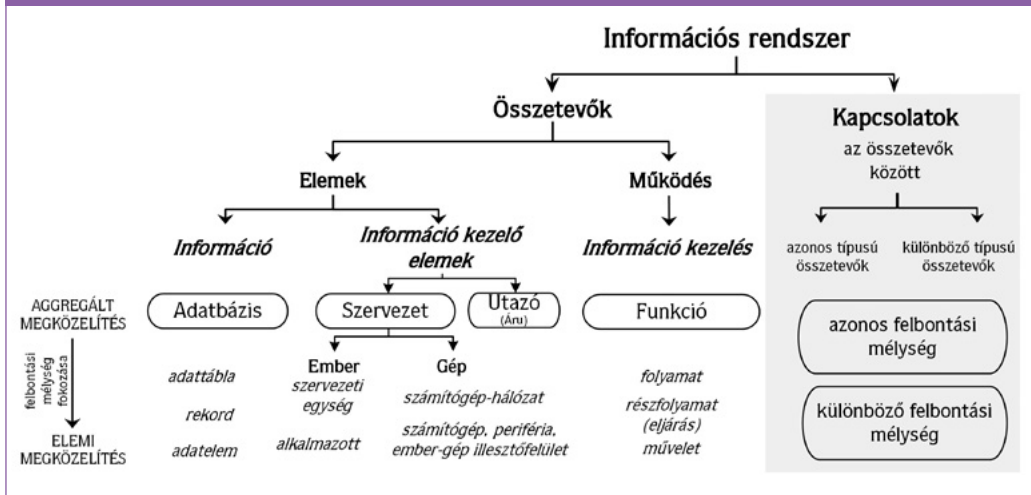 Információs rendszer
Összetevők
Kapcsolatok
az összetevők
között
Elemek
Működés
Információ
Információ kezelő
elemek
Információ kezelés
azonos típusú
összetevők
különböző típusú
összetevők
AGGREGÁLT
MEGKÖZELÍTÉS
Adatbázis
Szervezet
Utazó
(Áru)
Funkció
azonos felbontási
mélység
felbontási
mélység
fokozása
Ember
Gép
adattábla
szervezeti
egység
számítógép-hálózat
folyamat
rekord
részfolyamat
(eljárás)
különböző felbontási
mélység
ELEMI
MEGKÖZELÍTÉS
adatelem
alkalmazott
számítógép, periféria,
ember-gép illesztőfelület
művelet